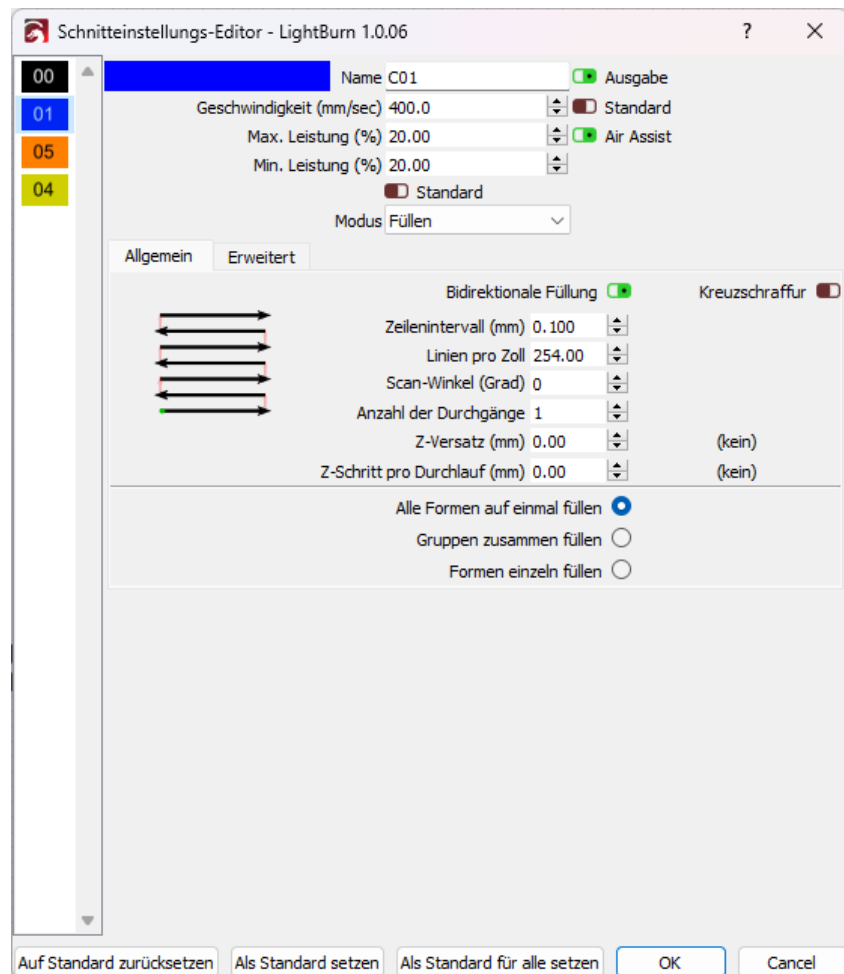 Schnitteinstellungs-Editor - LightBurn 1.0.06 ?
00
01
05
04
Name C01 Ausgabe
Geschwindigkeit (mm/sec) 400.0 Standard
Max. Leistung (%) 20.00 Air Assist
Min. Leistung (%) 20.00
Standard
Modus Füllen
Allgemein Erweitert
Bidirektionale Füllung Kreuzschraffur
Zeilenintervall (mm) 0.100
Linien pro Zoll 254.00
Scan-Winkel (Grad) 0
Anzahl der Durchgänge 1
Z-Versatz (mm) 0.00 (kein)
Z-Schritt pro Durchlauf (mm) 0.00 (kein)
Alle Formen auf einmal füllen
Gruppen zusammen füllen
Formen einzeln füllen
Auf Standard zurücksetzen Als Standard setzen Als Standard für alle setzen OK Cancel